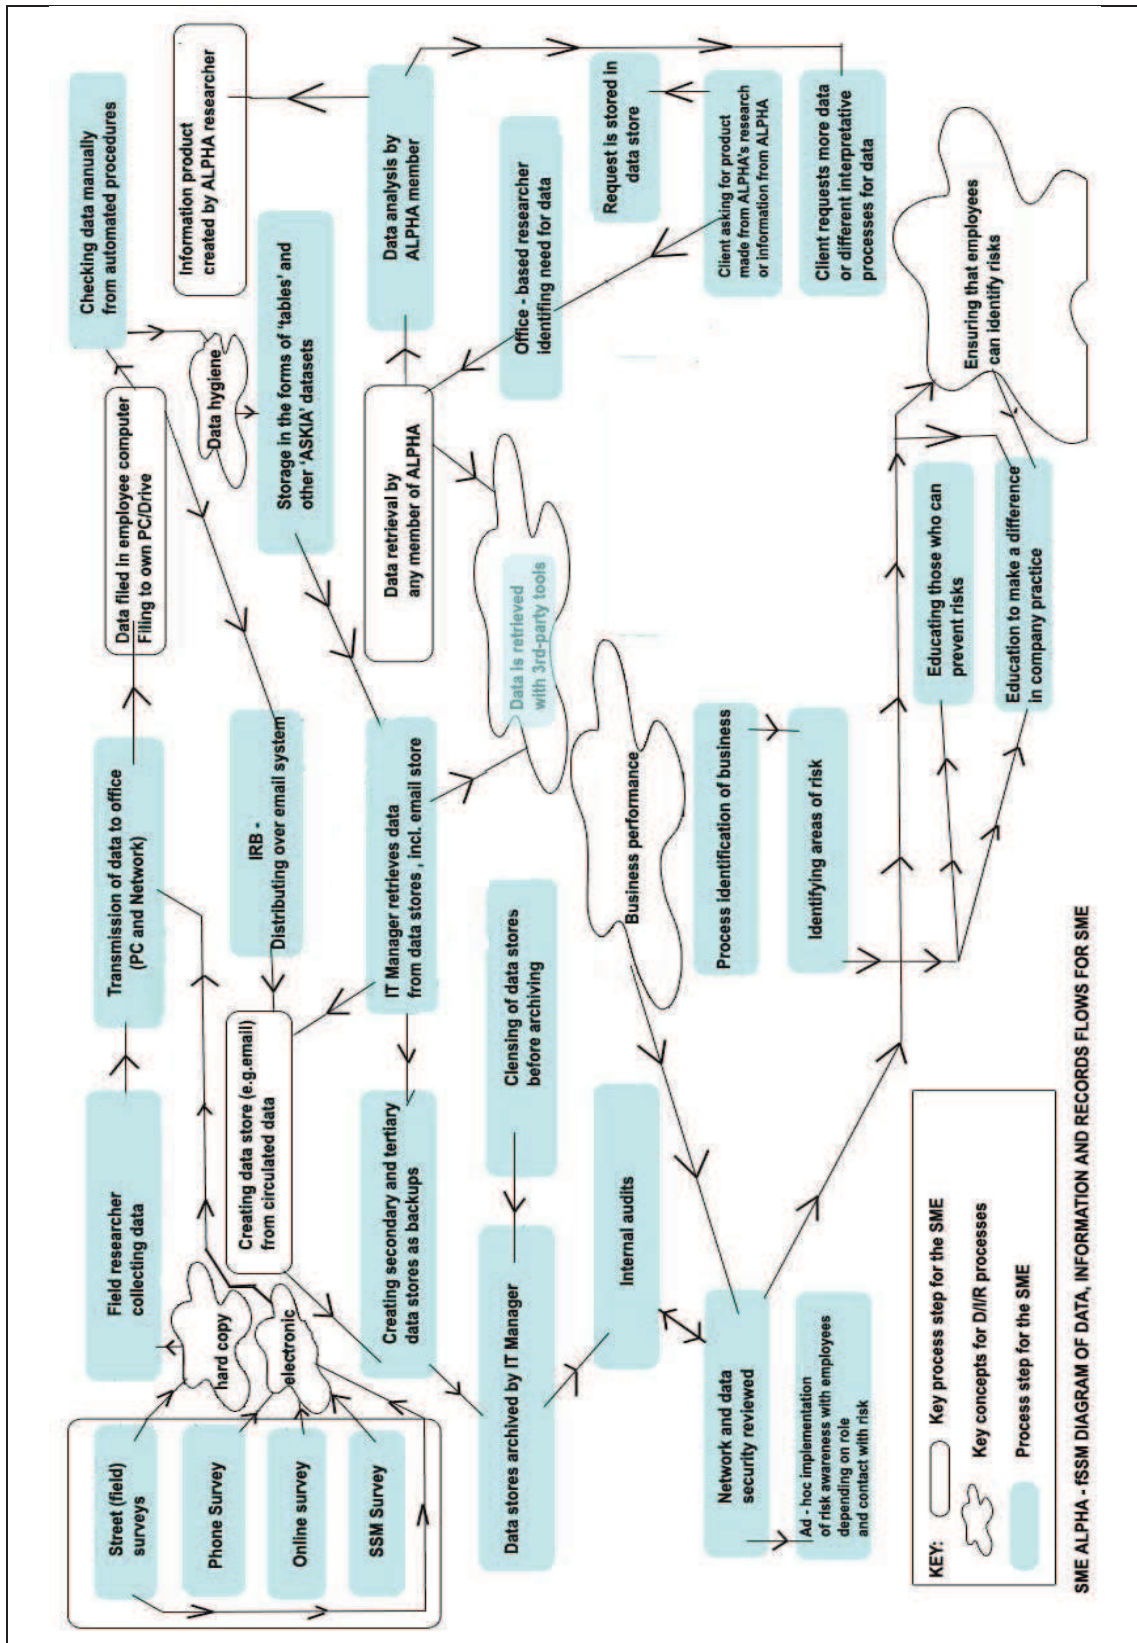 Street (field)
surveys
Phone Survey
Online Survey
SSM Survey
hard copy
electronic
Field researcher
collecting data
Transmission of data to office
(PC and Network)
Data filed in employee computer
Filing to own PC/Drive
Checking data manually
from automated procedures
Data hygiene
Information product
created by ALPHA researcher
Creating data store (e.g.email)
from circulated data
IRB -
Distributing over email system
Storage in the forms of 'tables' and
other 'ASKIA' datasets
Creating secondary and tertiary
data stores as backups
IT Manager retrieves data
from data stores , incl. email store
Data retrieval by
any member of ALPHA
Data analysis by
ALPHA member
Data stores archived by IT Manager
Clensing of data stores
before archiving
Data is retrieved
with 3rd-party tools
Office - based researcher
identifing need for data
Request is stored in
data store
Internal audits
Business performance
Client asking for product
made from ALPHA's research
or information from ALPHA
Network and data
security reviewed
Process identification of business
Client requests more data
or different interpretative
processes for data
Ad - hoc implementation
of risk awareness with employees
depending on role
and contact with risk
Identifying areas of risk
Educating those who can
prevent risks
Ensuring that employees
can identify risks
Education to make a difference
in company practice
KEY:
Key process step for the SME
Key concepts for D/I/R processes
Process step for the SME
SME ALPHA - fSSM DIAGRAM OF DATA, INFORMATION AND RECORDS FLOWS FOR SME